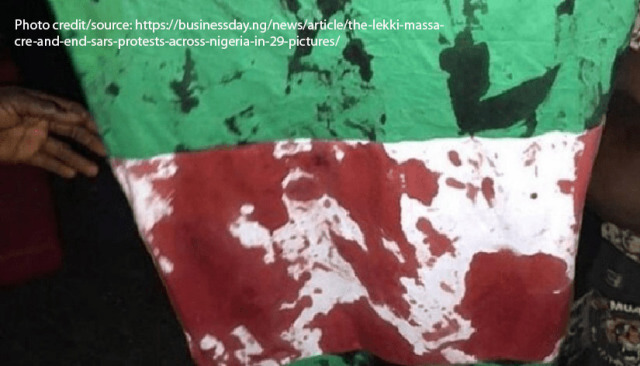 Photo credit/source: https://businessday.ng/news/article/the-lekki-massa-
cre-and-end-sars-protests-across-nigeria-in-29-pictures/
MUA